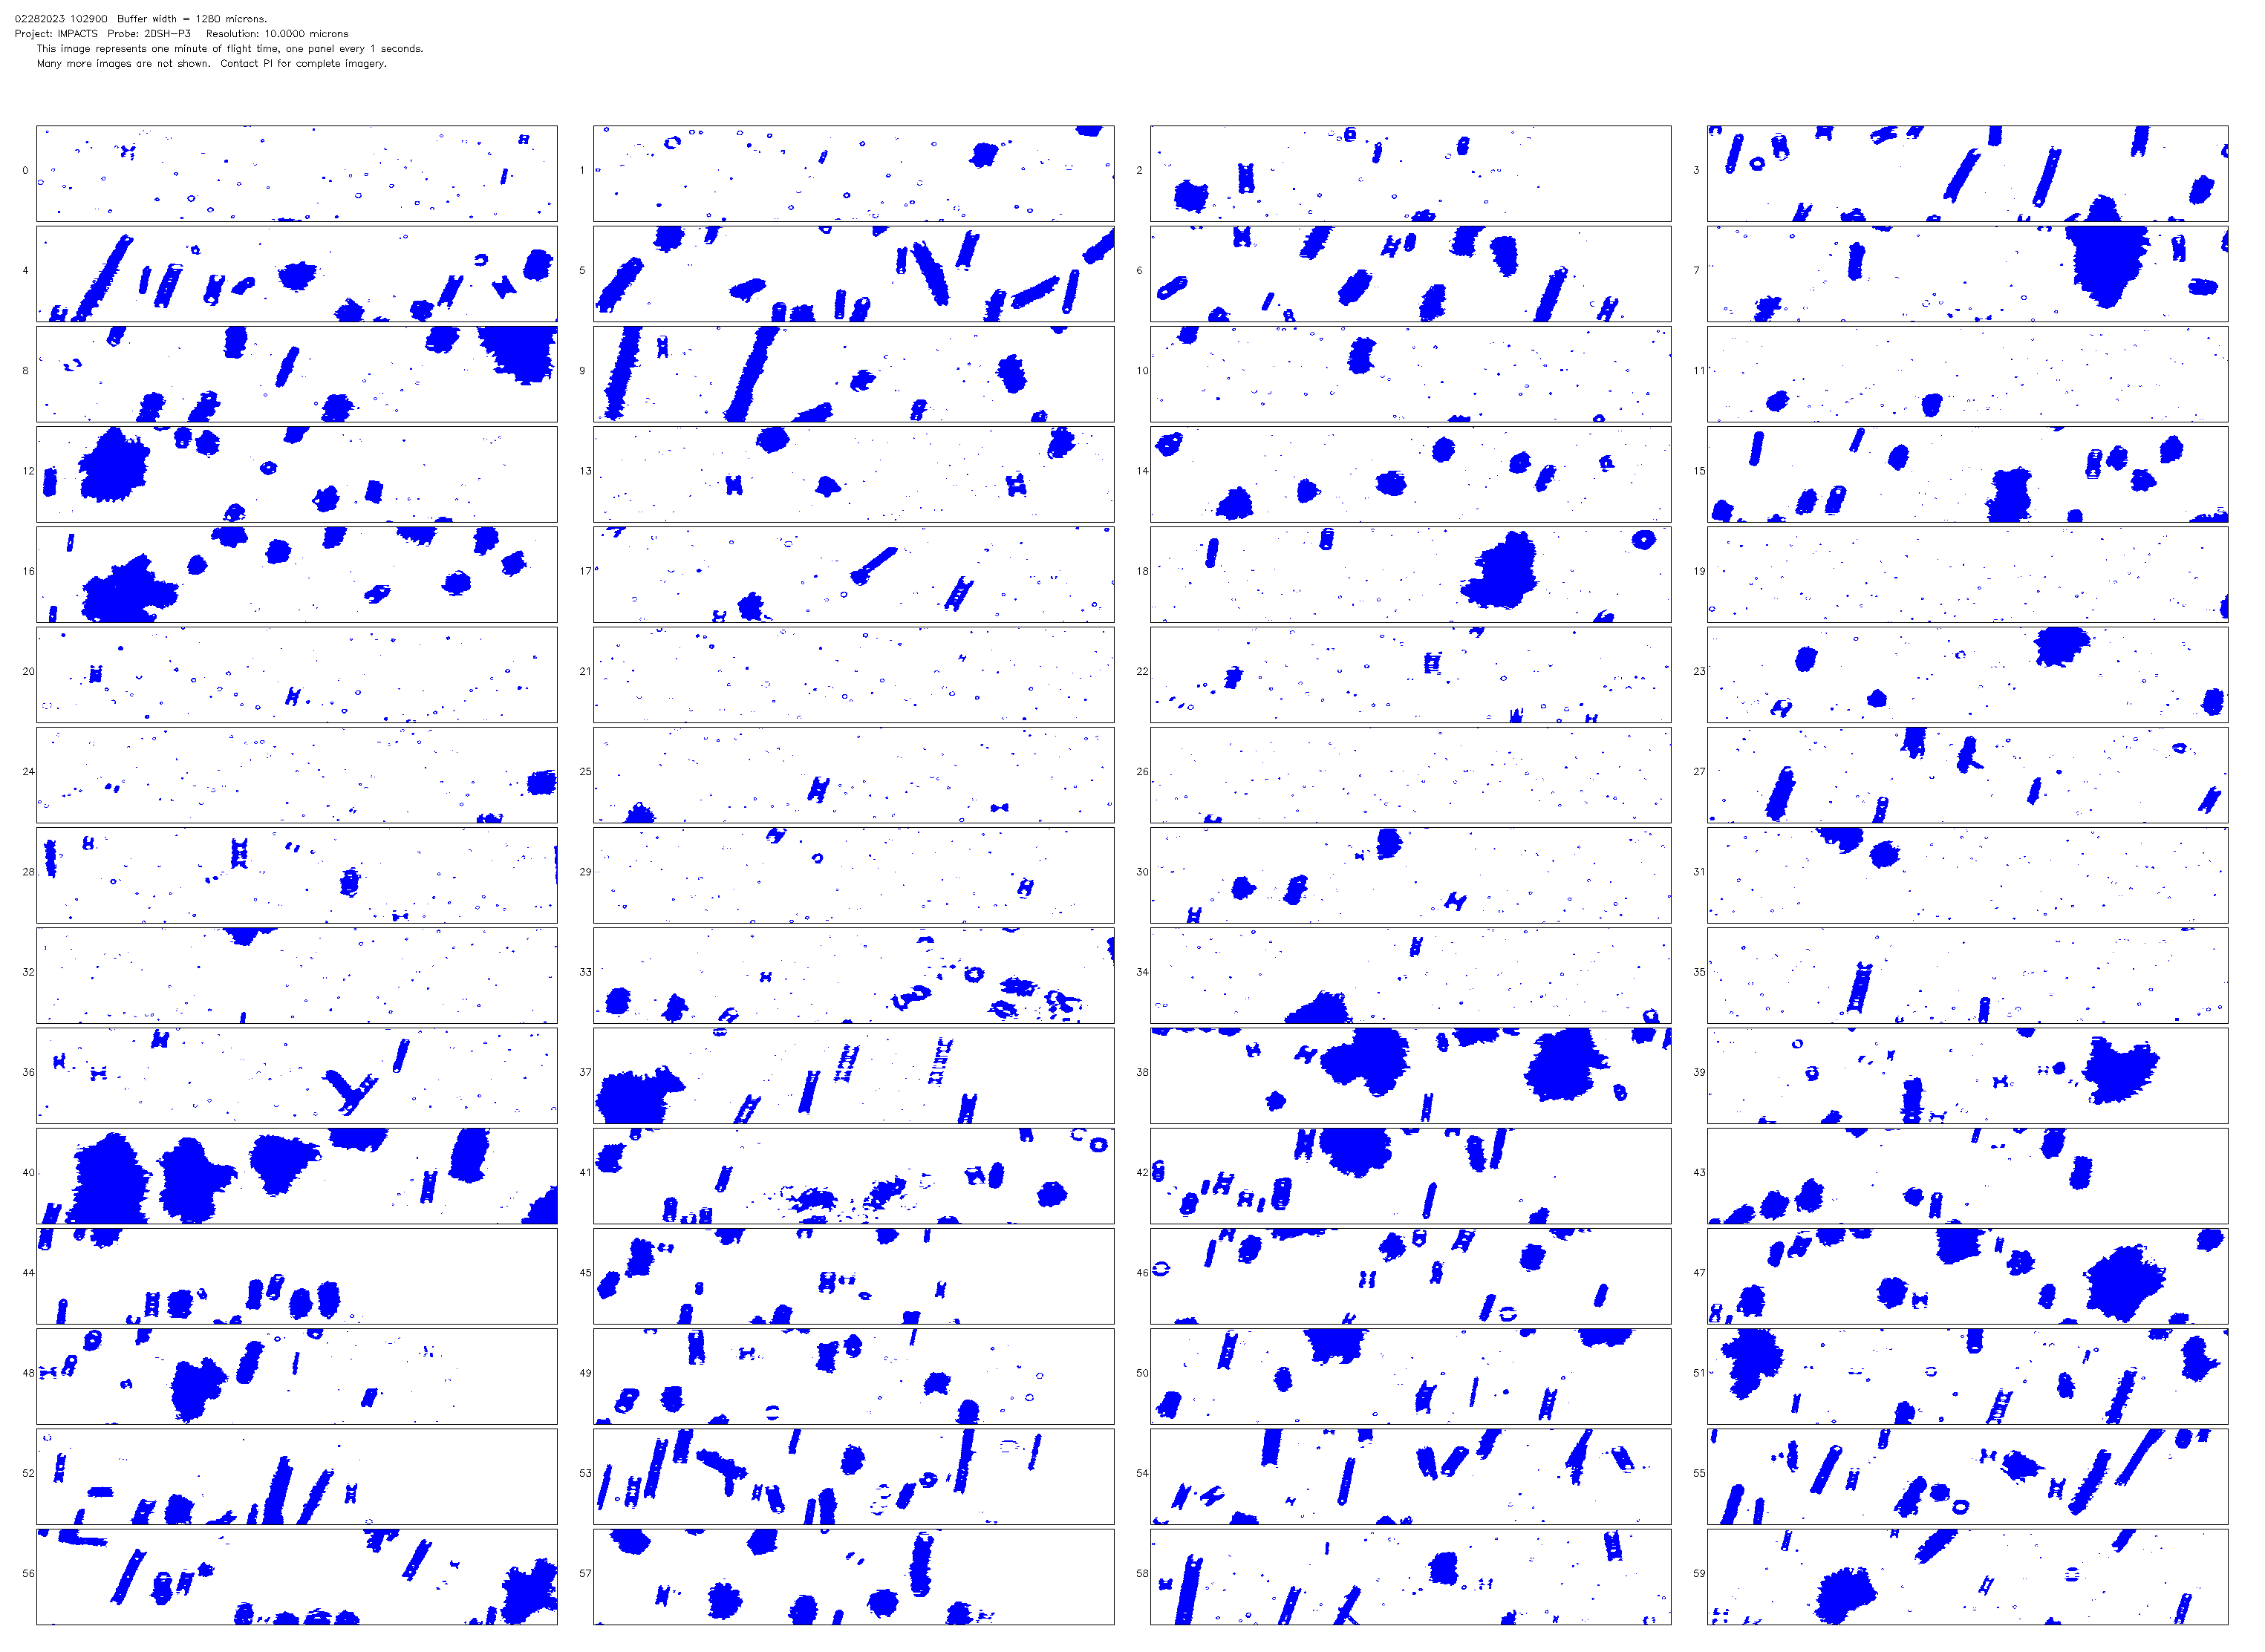 02282023 102900 Buffer width = 1280 microns.
Project: IMPACTS Probe: 2DSH-P3 Resolution: 10.0000 microns
This image represents one minute of flight time, one panel every 1 seconds.
Many more images are not shown. Contact PI for complete imagery.
0 1 2 3
4 5 6 7
8 9 10 11
12 13 14 15
16 17 18 19
20 21 22 23
24 25 26 27
28 29 30 31
32 33 34 35
36 37 38 39
40 41 42 43
44 45 46 47
48 49 50 51
52 53 54 55
56 57 58 59